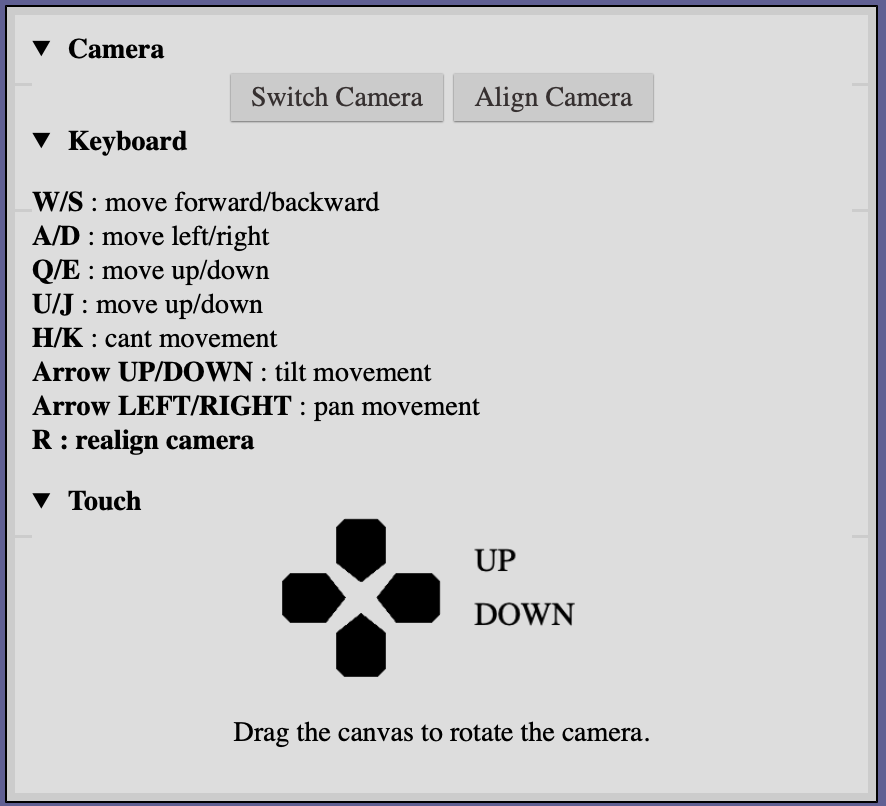 Camera
Switch Camera Align Camera
Keyboard
W/S : move forward/backward
A/D : move left/right
Q/E : move up/down
U/J : move up/down
H/K : cant movement
Arrow UP/DOWN : tilt movement
Arrow LEFT/RIGHT : pan movement
R : realign camera
Touch
UP
DOWN
Drag the canvas to rotate the camera.